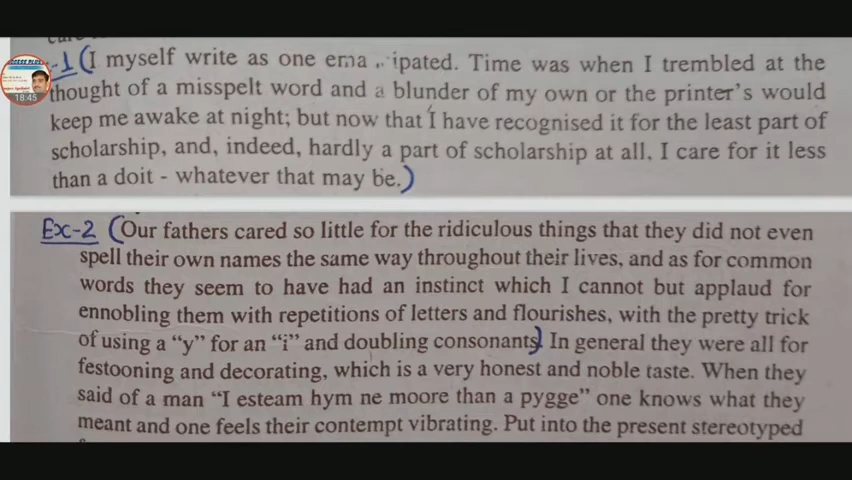 -1 (I myself write as one ema ipated. Time was when I trembled at the
thought of a misspelt word and a blunder of my own or the printer's would
keep me awake at night; but now that I have recognised it for the least part of
scholarship, and, indeed, hardly a part of scholarship at all, I care for it less
than a doit - whatever that may be.)
18:45
Ex-2 (Our fathers cared so little for the ridiculous things that they did not even
spell their own names the same way throughout their lives, and as for common
words they seem to have had an instinct which I cannot but applaud for
ennobling them with repetitions of letters and flourishes, with the pretty trick
of using a "y" for an "i" and doubling consonants). In general they were all for
festooning and decorating, which is a very honest and noble taste. When they
said of a man "I esteam hym ne moore than a pygge" one knows what they
meant and one feels their contempt vibrating. Put into the present stereotyped